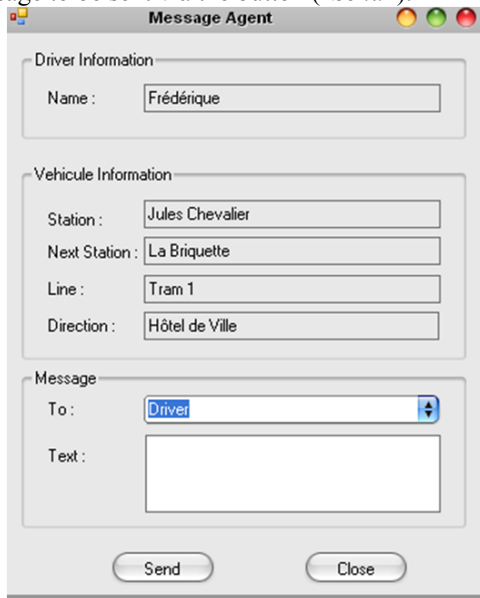 Message Agent
Driver Information
Name : Frédérique
Vehicule Information
Station : Jules Chevalier
Next Station : La Briquette
Line : Tram 1
Direction : Hôtel de Ville
Message
To : Driver
Text :
Send Close